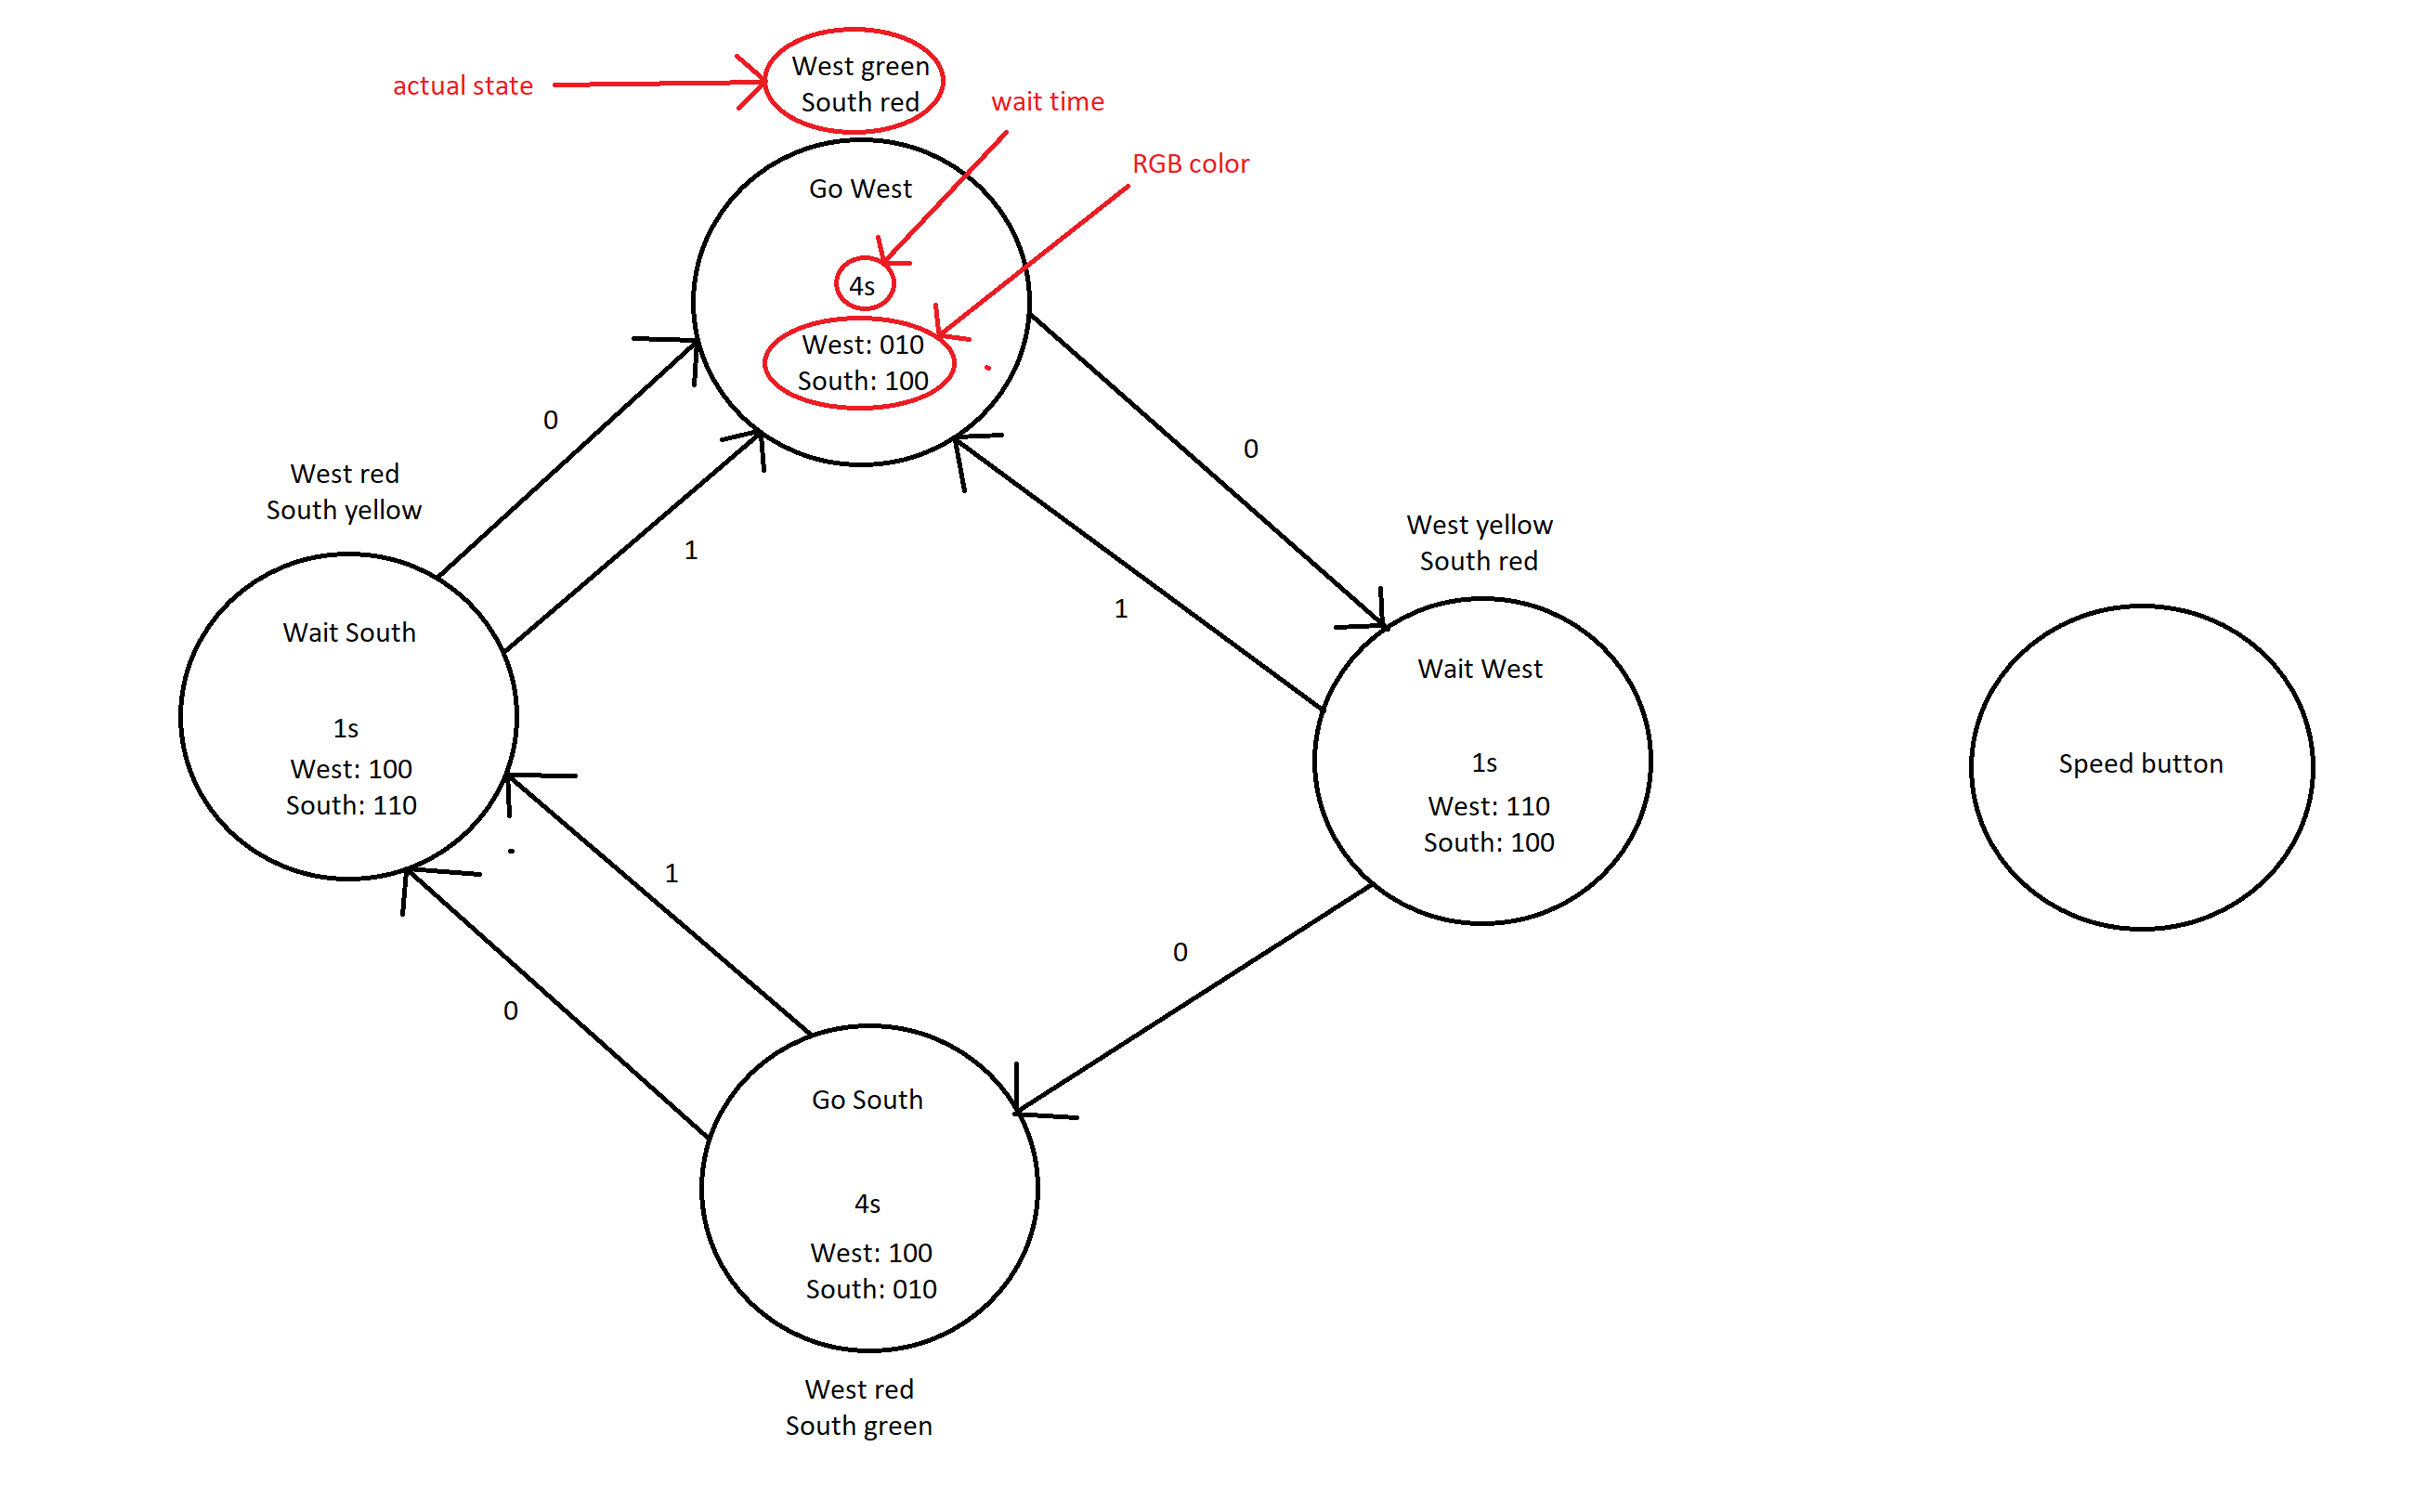 West green
South red
actual state
wait time
RGB color
Go West
4s
West: 010
South: 100
0
0
West red
South yellow
1
West yellow
South red
1
Wait South
1s
West: 100
South: 110
Wait West
1s
West: 110
South: 100
Speed button
1
0
0
Go South
4s
West: 100
South: 010
West red
South green